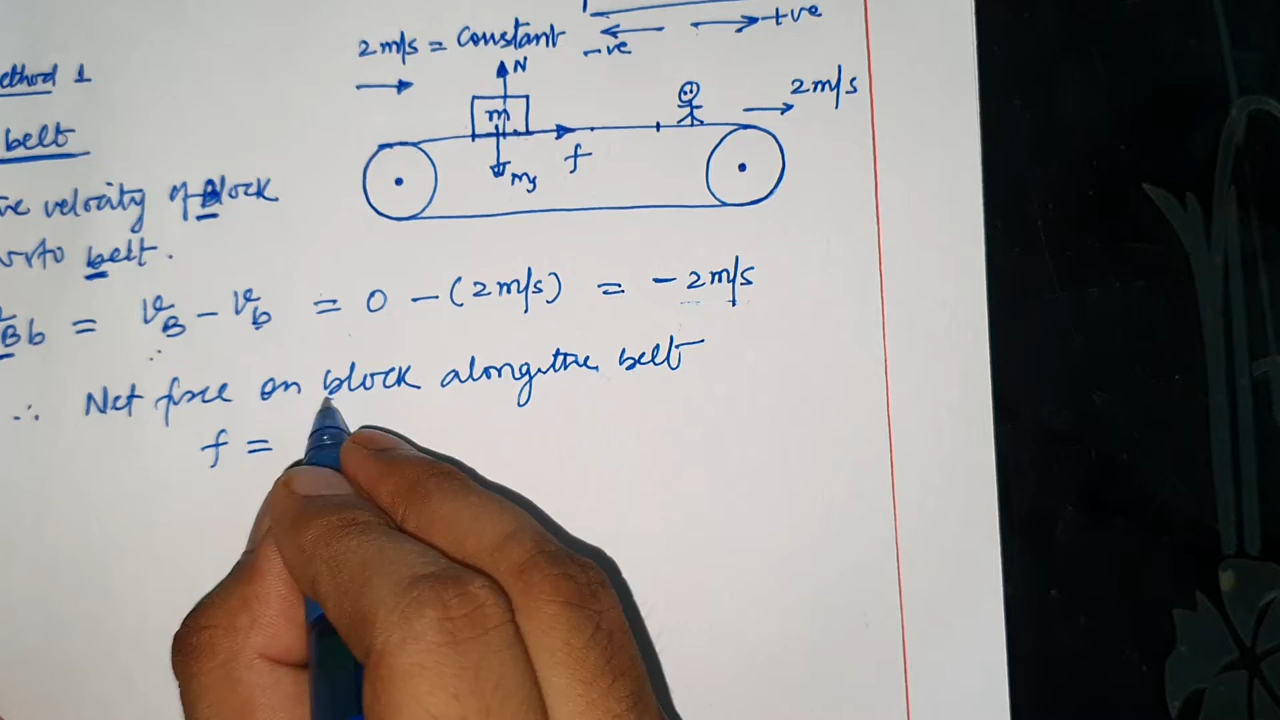 +ve
-ve
2m/s = Constant
ethod 1
N
2m/s
m
belt
f
mg
ve velocity of Block
w.r.to belt.
Bb = VB - Vb = 0 - (2m/s) = - 2m/s
∴ Net force on block along the belt
f =